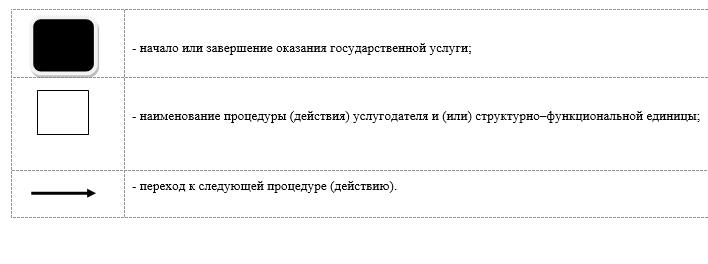 - начало или завершение оказания государственной услуги;
- наименование процедуры (действия) услугодателя и (или) структурно–функциональной единицы;
- переход к следующей процедуре (действию).